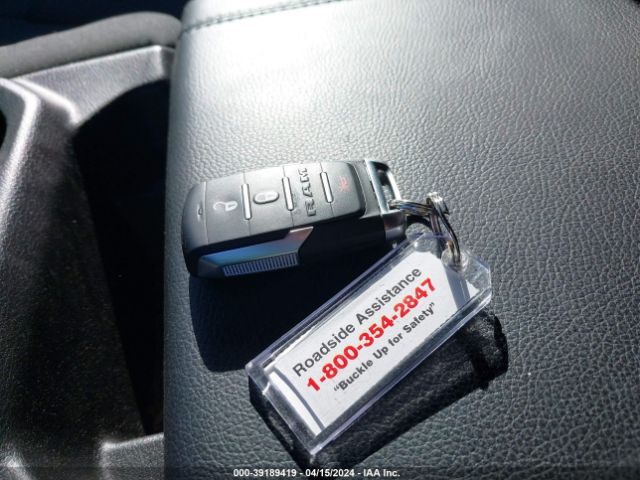 RAM
Roadside Assistance
1-800-354-2847
"Buckle Up for Safety"
000-39189419 - 04/15/2024 - IAA Inc.